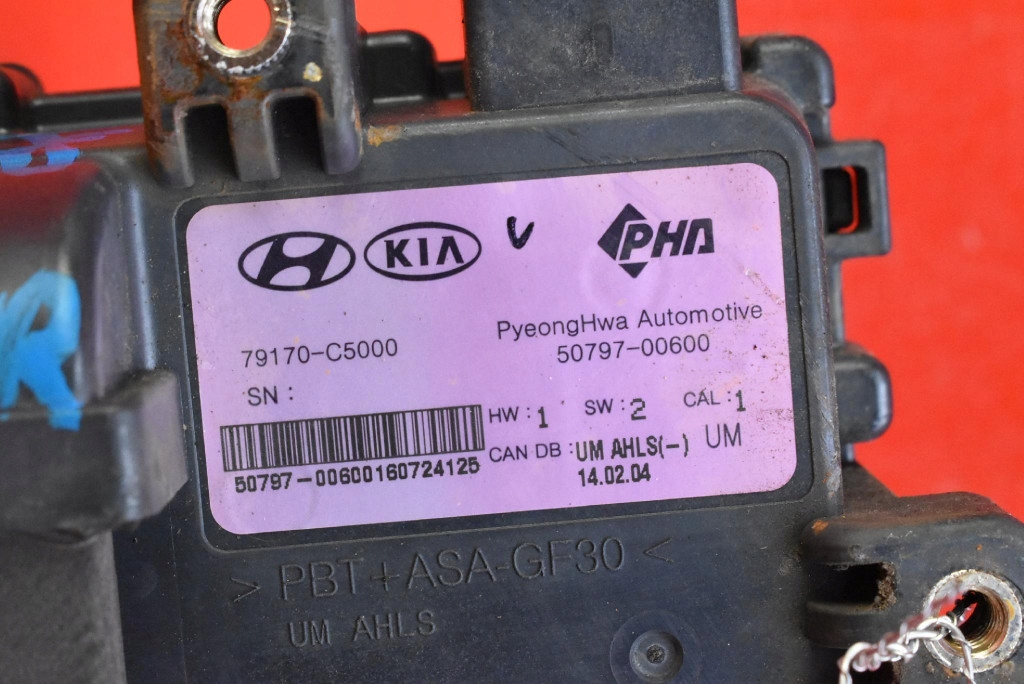 KIA V PHA
79170-C5000
PyeongHwa Automotive
50797-00600
SN :
HW : 1 SW : 2 CAL : 1
50797-00600160724125
CAN DB : UM AHLS(-) UM
14.02.04
> PBT+ASA-GF30 <
UM AHLS
R